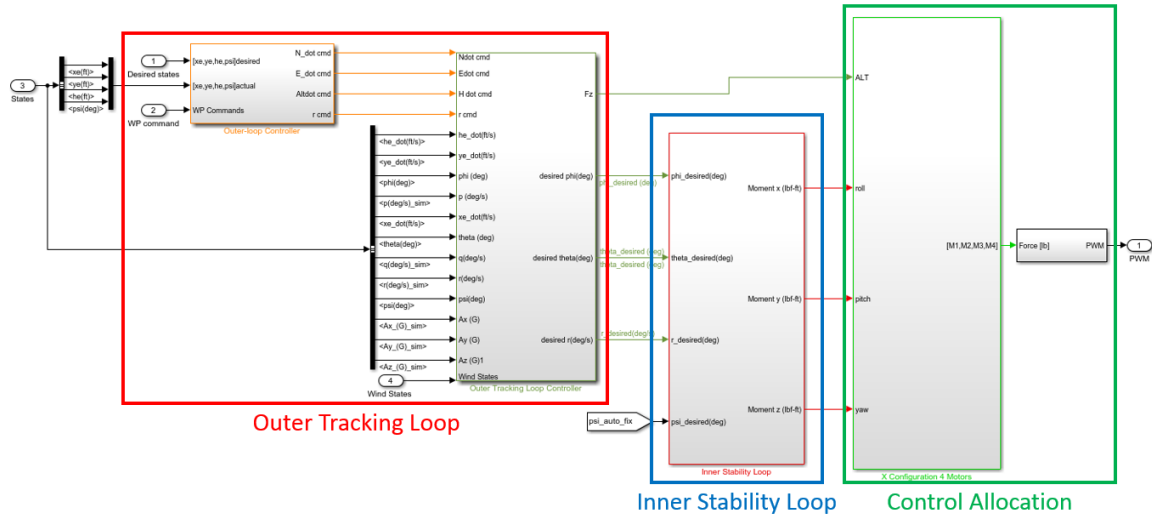 3
States
<xe(ft)>
<ye(ft)>
<he(ft)>
<psi(deg)>
1
Desired states
2
WP command
[xe,ye,he,psi]desired
[xe,ye,he,psi]actual
WP Commands
N_dot cmd
E_dot cmd
Altdot cmd
r cmd
Outer-loop Controller
<he_dot(ft/s)>
<ye_dot(ft/s)>
<phi(deg)>
<p(deg/s)_sim>
<xe_dot(ft/s)>
<theta(deg)>
<q(deg/s)_sim>
<r(deg/s)_sim>
<psi(deg)>
<Ax_(G)_sim>
<Ay_(G)_sim>
<Az_(G)_sim>
4
Wind States
Ndot cmd
Edot cmd
H dot cmd
r cmd
he_dot(ft/s)
ye_dot(ft/s)
phi (deg)
p (deg/s)
xe_dot(ft/s)
theta (deg)
q(deg/s)
r(deg/s)
psi(deg)
Ax (G)
Ay (G)
Az (G)1
Wind States
Fz
desired phi(deg)
desired theta(deg)
desired r(deg/s)
Outer Tracking Loop Controller
phi_desired (deg)
theta_desired (deg)
theta_desired (deg)
r_desired(deg/s)
psi_auto_fix
phi_desired(deg)
theta_desired(deg)
r_desired(deg)
psi_desired(deg)
Moment x (lbf-ft)
Moment y (lbf-ft)
Moment z (lbf-ft)
Inner Stability Loop
ALT
roll
pitch
yaw
[M1,M2,M3,M4]
X Configuration 4 Motors
Force [lb]
PWM
1
PWM
Outer Tracking Loop
Inner Stability Loop
Control Allocation